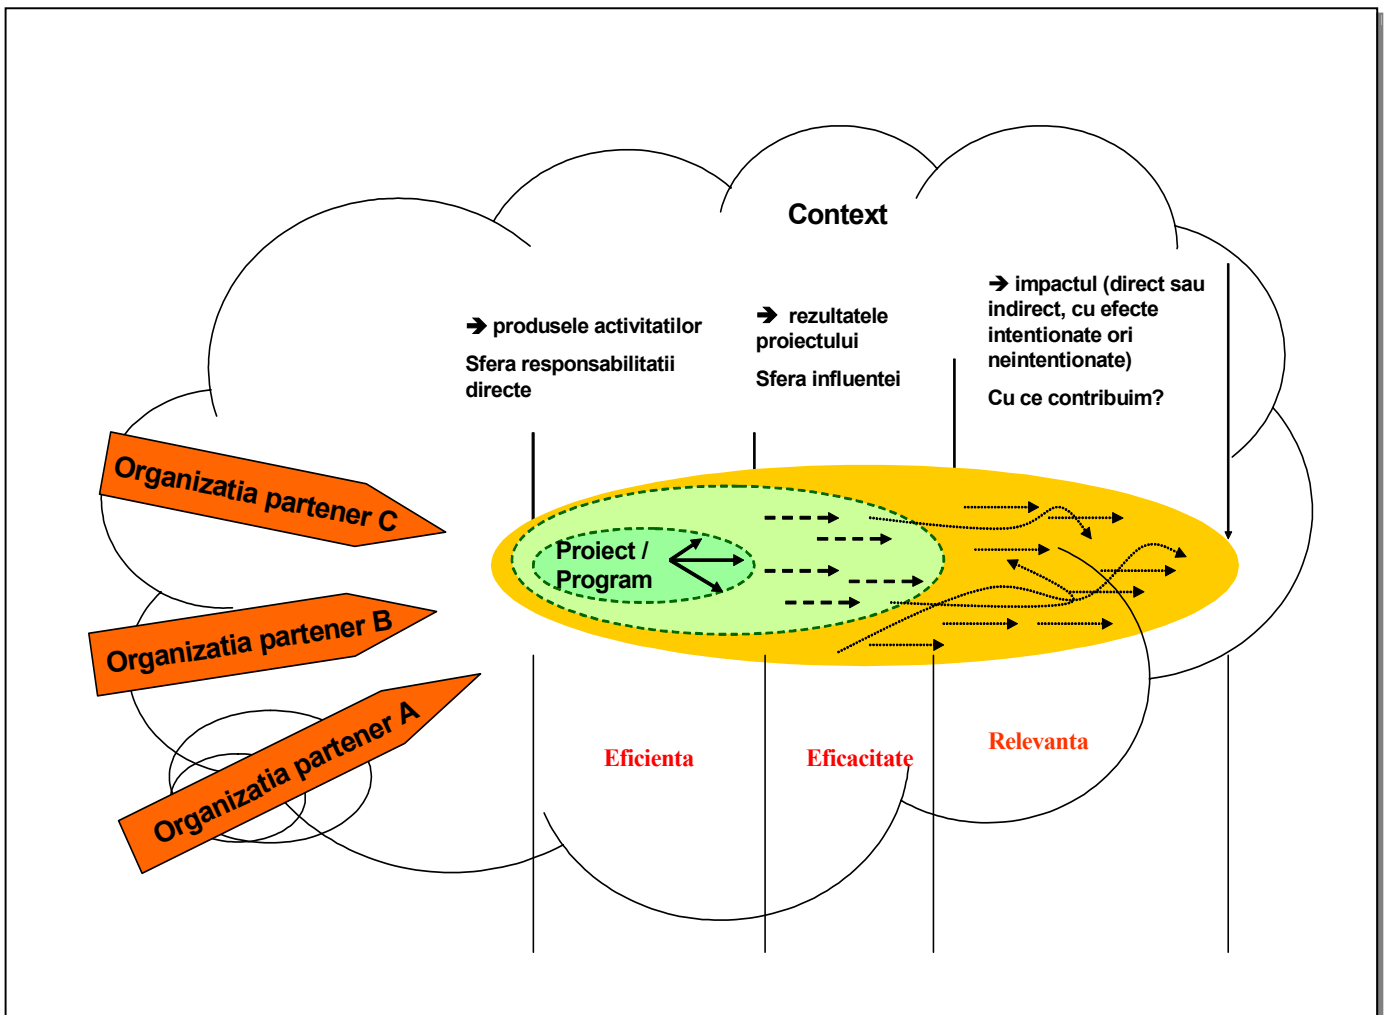 Context
➔ produsele activitatilor
Sfera responsabilitatii
directe
➔ rezultatele
proiectului
Sfera influentei
➔ impactul (direct sau
indirect, cu efecte
intentionate ori
neintentionate)
Cu ce contribuim?
Organizatia partener C
Organizatia partener B
Organizatia partener A
Proiect /
Program
Eficienta
Eficacitate
Relevanta